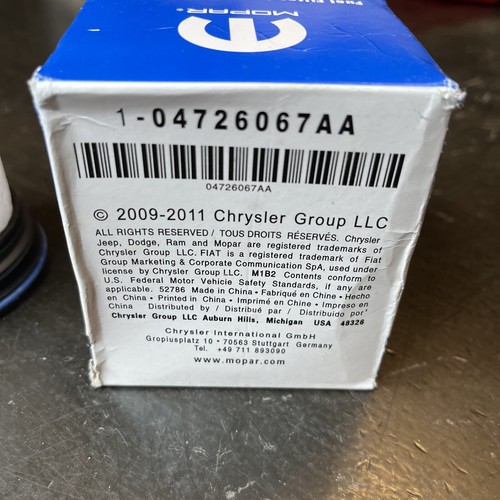 Fuel Filter
MOPAR®
1-04726067AA
04726067AA
© 2009-2011 Chrysler Group LLC
ALL RIGHTS RESERVED / TOUS DROITS RÉSERVÉS. Chrysler
Jeep, Dodge, Ram and Mopar are registered trademarks of
Chrysler Group LLC. FIAT is a registered trademark of Fiat
Group Marketing & Corporate Communication SpA, used under
license by Chrysler Group LLC. M1B2 Contents conform to
U.S. Federal Motor Vehicle Safety Standards, if any are
applicable. 52786 Made in China • Fabriqué en Chine • Hecho
en China • Printed in China • Imprimé en Chine • Impreso en
China Distributed by / Distribué par / Distribuido por
Chrysler Group LLC Auburn Hills, Michigan USA 48326
Chrysler International GmbH
Gropiusplatz 10 • 70563 Stuttgart Germany
Tel. +49 711 893090
www.mopar.com